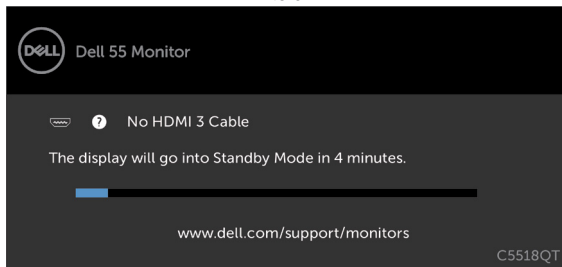 DELL Dell 55 Monitor
? No HDMI 3 Cable
The display will go into Standby Mode in 4 minutes.
www.dell.com/support/monitors
C5518QT